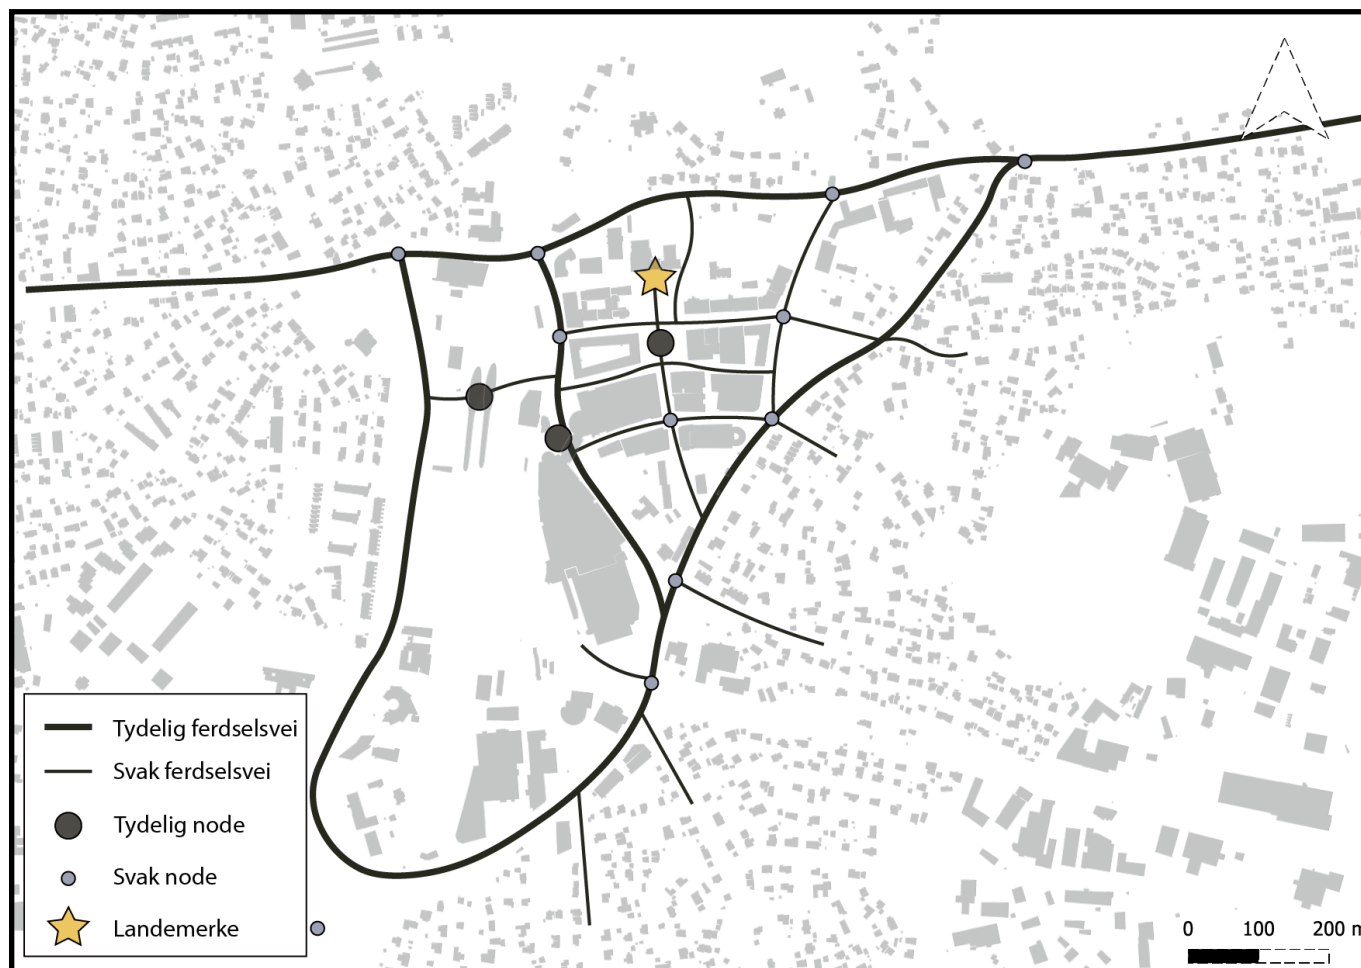 Tydelig ferdselsvei
Svak ferdselsvei
Tydelig node
Svak node
Landemerke
0 100 200 m